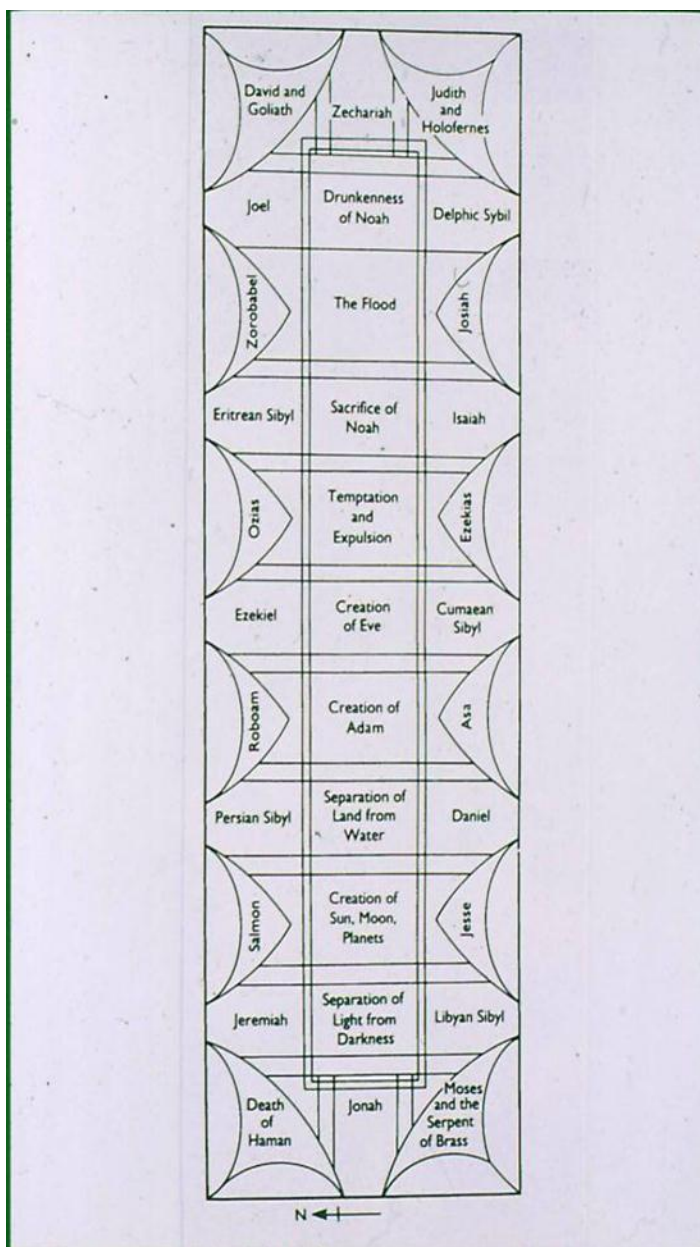 David and
Goliath
Zechariah
Judith
and
Holofernes
Joel
Drunkenness
of Noah
Delphic Sybil
Zorobabel
The Flood
Josiah
Eritrean Sibyl
Sacrifice of
Noah
Isaiah
Ozias
Temptation
and
Expulsion
Ezekias
Ezekiel
Creation
of Eve
Cumaean
Sibyl
Roboam
Creation of
Adam
Asa
Persian Sibyl
Separation of
Land from
Water
Daniel
Salmon
Creation of
Sun, Moon,
Planets
Jesse
Jeremiah
Separation of
Light from
Darkness
Libyan Sibyl
Death
of
Haman
Jonah
Moses
and the
Serpent
of Brass
N